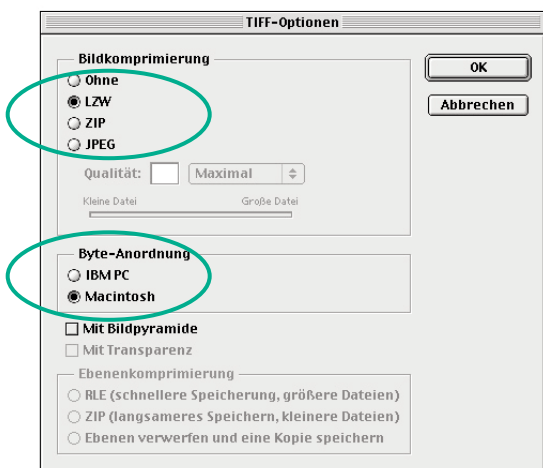 TIFF-Optionen
Bildkomprimierung
Ohne
LZW
ZIP
JPEG
Qualität: Maximal
Kleine Datei Große Datei
OK
Abbrechen
Byte-Anordnung
IBM PC
Macintosh
Mit Bildpyramide
Mit Transparenz
Ebenenkomprimierung
RLE (schnellere Speicherung, größere Dateien)
ZIP (langsameres Speichern, kleinere Dateien)
Ebenen verwerfen und eine Kopie speichern